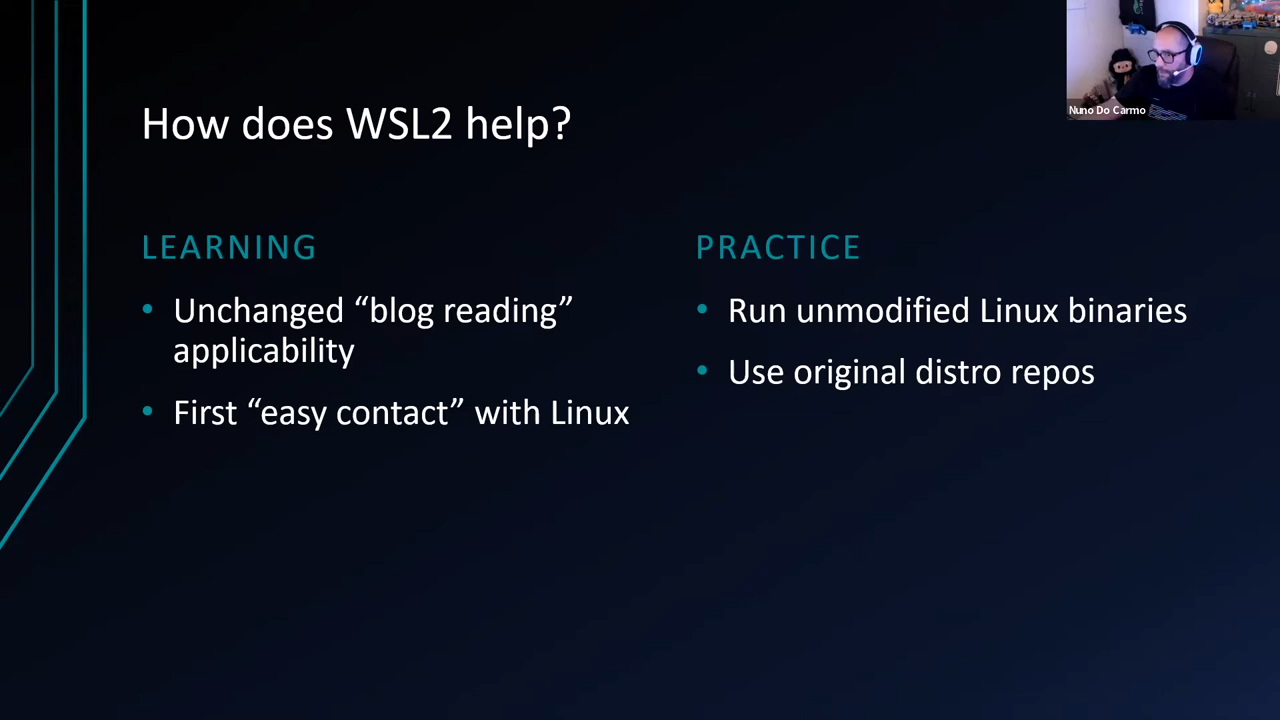 How does WSL2 help?
LEARNING
• Unchanged “blog reading”
applicability
• First “easy contact” with Linux
PRACTICE
• Run unmodified Linux binaries
• Use original distro repos
Nuno Do Carmo